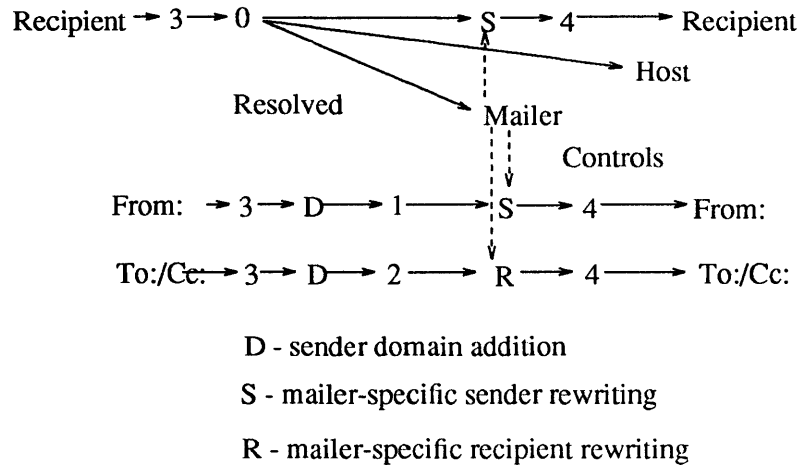 Recipient 3 0 S 4 Recipient
Host
Resolved Mailer
Controls
From: 3 D 1 S 4 From:
To:/Cc: 3 D 2 R 4 To:/Cc:
D - sender domain addition
S - mailer-specific sender rewriting
R - mailer-specific recipient rewriting